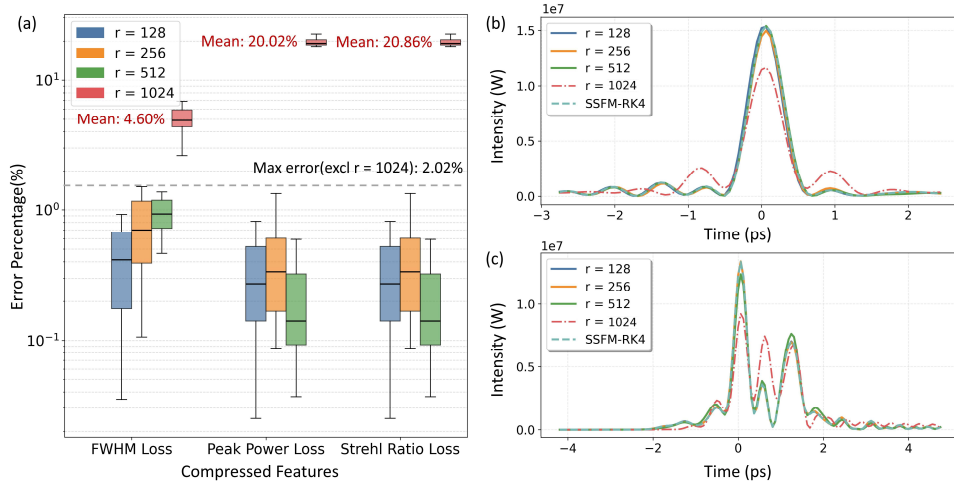 (a)
r = 128
r = 256
r = 512
r = 1024
Mean: 20.02%
Mean: 20.86%
Mean: 4.60%
Max error(excl r = 1024): 2.02%
10¹
10⁰
10⁻¹
Error Percentage(%)
FWHM Loss
Peak Power Loss
Strehl Ratio Loss
Compressed Features
(b)
1e7
r = 128
r = 256
r = 512
r = 1024
SSFM-RK4
1.5
1.0
0.5
0.0
Intensity (W)
−3
−2
−1
0
1
2
Time (ps)
(c)
1e7
r = 128
r = 256
r = 512
r = 1024
SSFM-RK4
1.0
0.5
0.0
Intensity (W)
−4
−2
0
2
4
Time (ps)